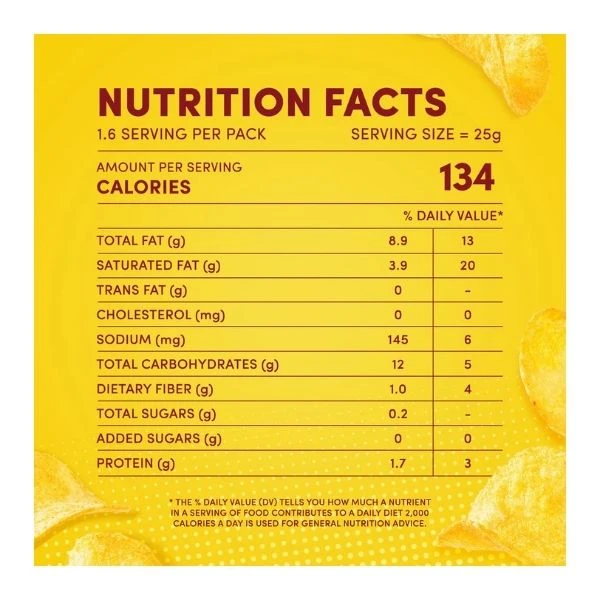 NUTRITION FACTS
1.6 SERVING PER PACK SERVING SIZE = 25g
AMOUNT PER SERVING
CALORIES 134
% DAILY VALUE*
TOTAL FAT (g) 8.9 13
SATURATED FAT (g) 3.9 20
TRANS FAT (g) 0 -
CHOLESTEROL (mg) 0 0
SODIUM (mg) 145 6
TOTAL CARBOHYDRATES (g) 12 5
DIETARY FIBER (g) 1.0 4
TOTAL SUGARS (g) 0.2 -
ADDED SUGARS (g) 0 0
PROTEIN (g) 1.7 3
* THE % DAILY VALUE (DV) TELLS YOU HOW MUCH A NUTRIENT
IN A SERVING OF FOOD CONTRIBUTES TO A DAILY DIET 2,000
CALORIES A DAY IS USED FOR GENERAL NUTRITION ADVICE.